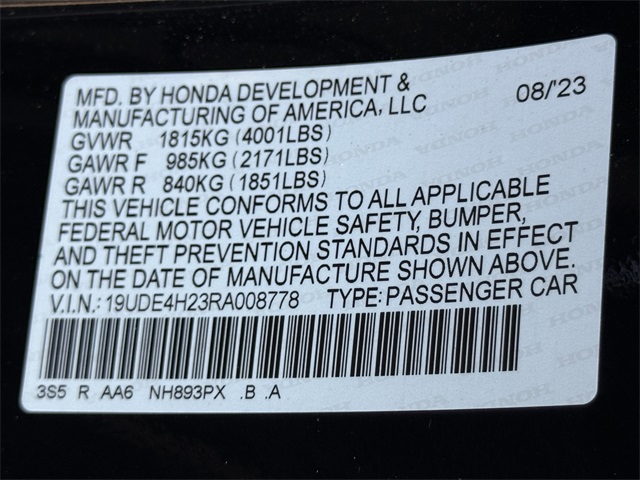 MFD. BY HONDA DEVELOPMENT & 08/'23
MANUFACTURING OF AMERICA, LLC
GVWR 1815KG (4001LBS)
GAWR F 985KG (2171LBS)
GAWR R 840KG (1851LBS)
THIS VEHICLE CONFORMS TO ALL APPLICABLE
FEDERAL MOTOR VEHICLE SAFETY, BUMPER,
AND THEFT PREVENTION STANDARDS IN EFFECT
ON THE DATE OF MANUFACTURE SHOWN ABOVE.
V.I.N.: 19UDE4H23RA008778 TYPE: PASSENGER CAR
3S5 R AA6 NH893PX .B .A